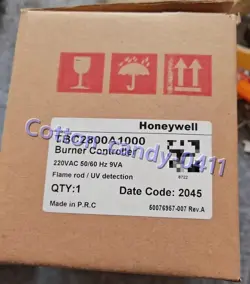 Honeywell
TBC2800A1000
Burner Controller
220VAC 50/60 Hz 9VA
Flame rod / UV detection
QTY:1 Date Code: 2045
Made in P.R.C 50076957-007 Rev.A